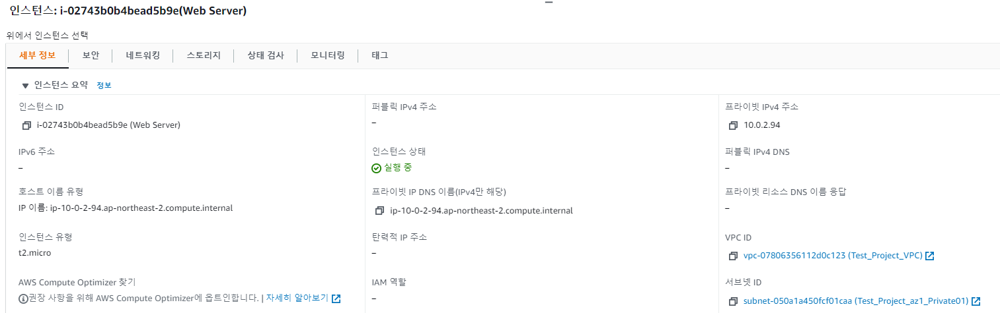 인스턴스: i-02743b0b4bead5b9e(Web Server)
위에서 인스턴스 선택
세부 정보 보안 네트워킹 스토리지 상태 검사 모니터링 태그
▼ 인스턴스 요약 정보
인스턴스 ID
i-02743b0b4bead5b9e (Web Server)
퍼블릭 IPv4 주소
–
프라이빗 IPv4 주소
10.0.2.94
IPv6 주소
–
인스턴스 상태
실행 중
퍼블릭 IPv4 DNS
–
호스트 이름 유형
IP 이름: ip-10-0-2-94.ap-northeast-2.compute.internal
프라이빗 IP DNS 이름(IPv4만 해당)
ip-10-0-2-94.ap-northeast-2.compute.internal
프라이빗 리소스 DNS 이름 응답
–
인스턴스 유형
t2.micro
탄력적 IP 주소
–
VPC ID
vpc-07806356112d0c123 (Test_Project_VPC)
AWS Compute Optimizer 찾기
권장 사항을 위해 AWS Compute Optimizer에 옵트인합니다. | 자세히 알아보기
IAM 역할
–
서브넷 ID
subnet-050a1a450fcf01caa (Test_Project_az1_Private01)